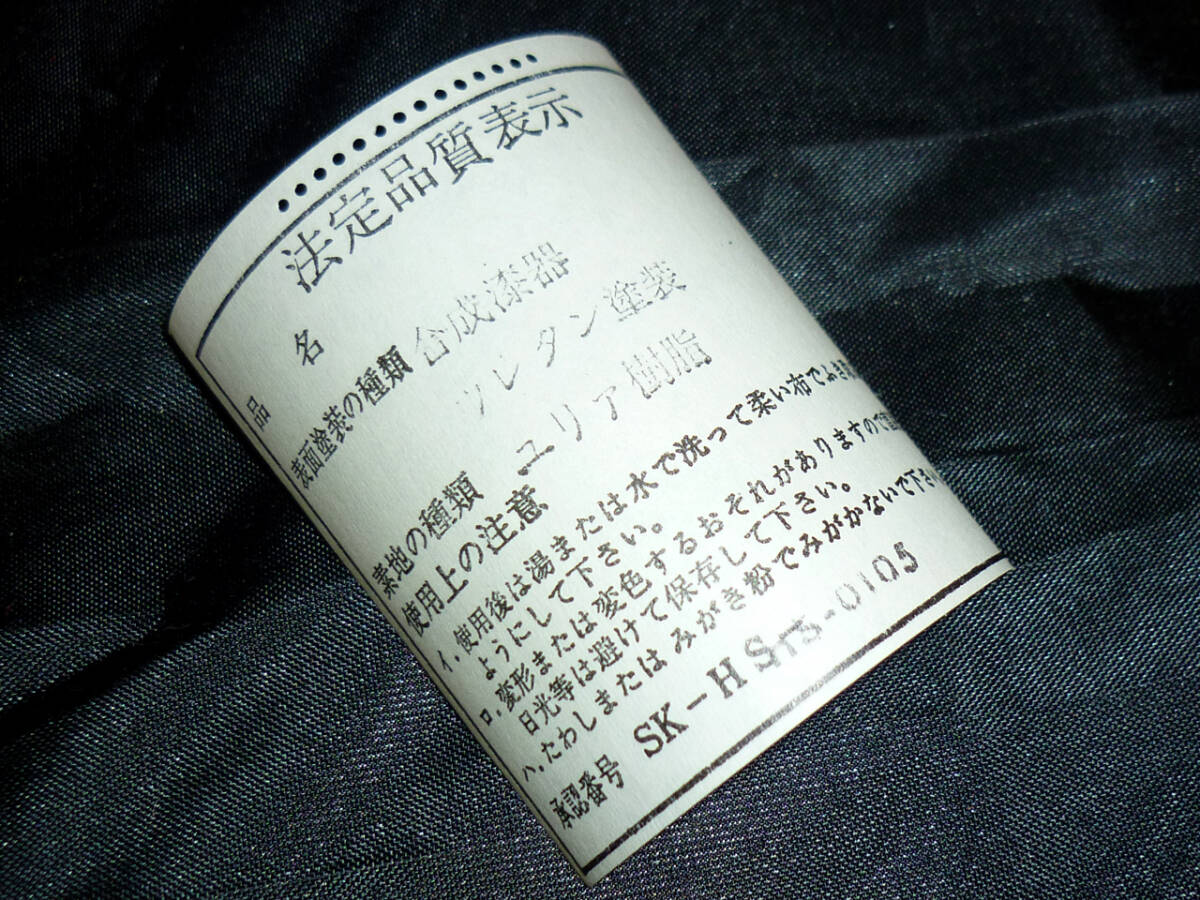 法定品質表示
品名 合成漆器
表面塗装の種類 ウレタン塗装
素地の種類 ユリア樹脂
使用上の注意
イ.使用後は湯または水で洗って柔い布でふき
ようにして下さい。
ロ.変形または変色するおそれがありますので
日光等は避けて保存して下さい。
ハ.たわしまたはみがき粉でみがかないで下さい
承認番号 SK-H S75-0105